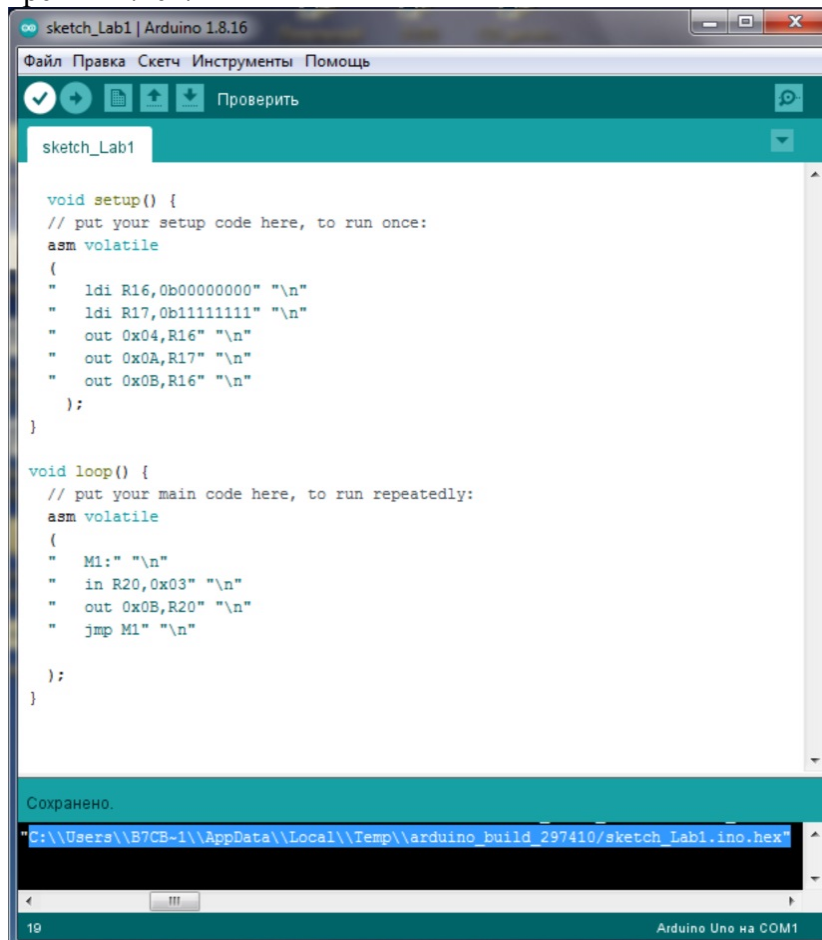 sketch_Lab1 | Arduino 1.8.16
Файл Правка Скетч Инструменты Помощь
Проверить
sketch_Lab1
void setup() {
// put your setup code here, to run once:
asm volatile
(
"   ldi R16,0b00000000" "\n"
"   ldi R17,0b11111111" "\n"
"   out 0x04,R16" "\n"
"   out 0x0A,R17" "\n"
"   out 0x0B,R16" "\n"
);
}
void loop() {
// put your main code here, to run repeatedly:
asm volatile
(
"   M1:" "\n"
"   in R20,0x03" "\n"
"   out 0x0B,R20" "\n"
"   jmp M1" "\n"
);
}
Сохранено.
"C:\\Users\\B7CB~1\\AppData\\Local\\Temp\\arduino_build_297410/sketch_Lab1.ino.hex"
19 Arduino Uno на COM1